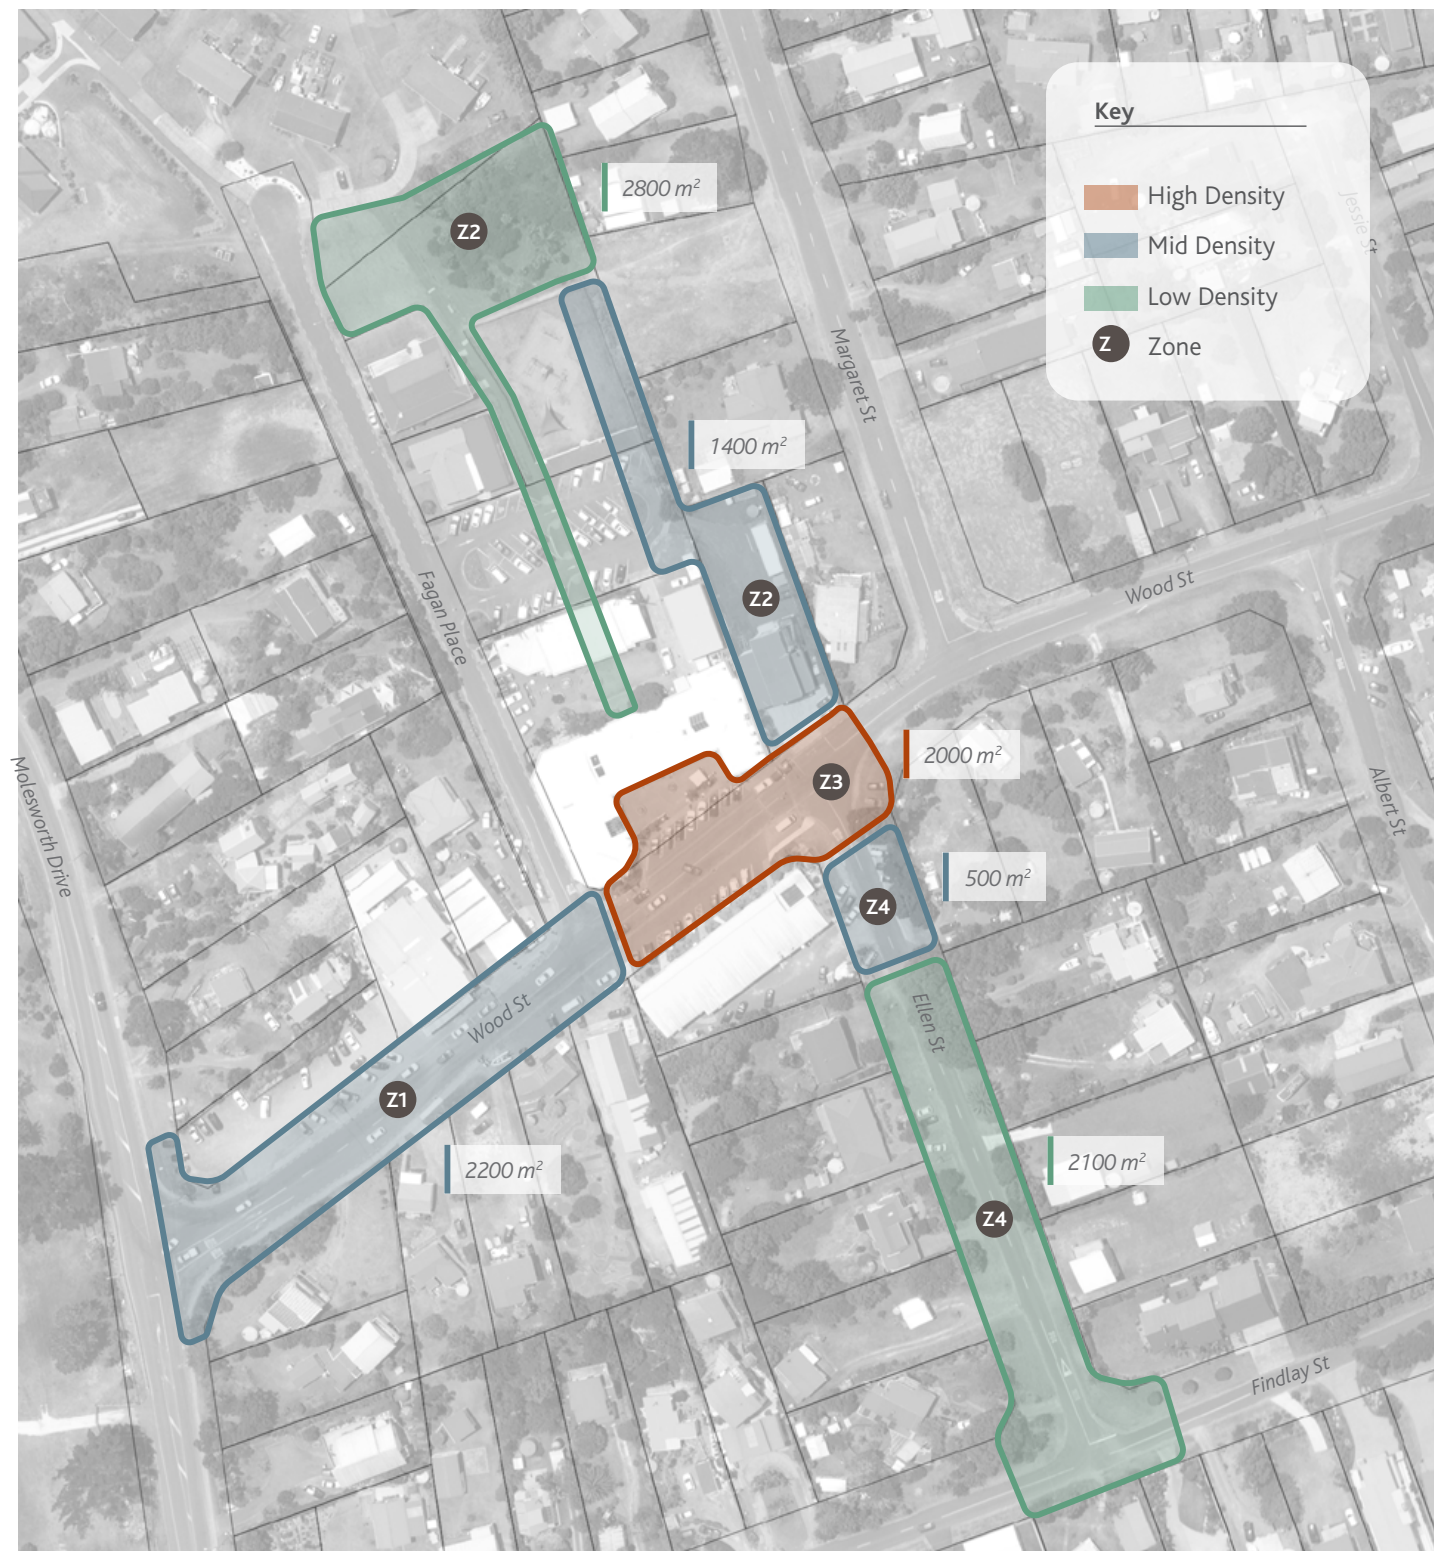 Key
High Density
Mid Density
Low Density
Z Zone
Jessie St
2800 m²
Z2
Margaret St
1400 m²
Wood St
Fagan Place
Z2
Z3
2000 m²
Molesworth Drive
Albert St
500 m²
Z4
Ellen St
Wood St
Z1
2200 m²
2100 m²
Z4
Findlay St